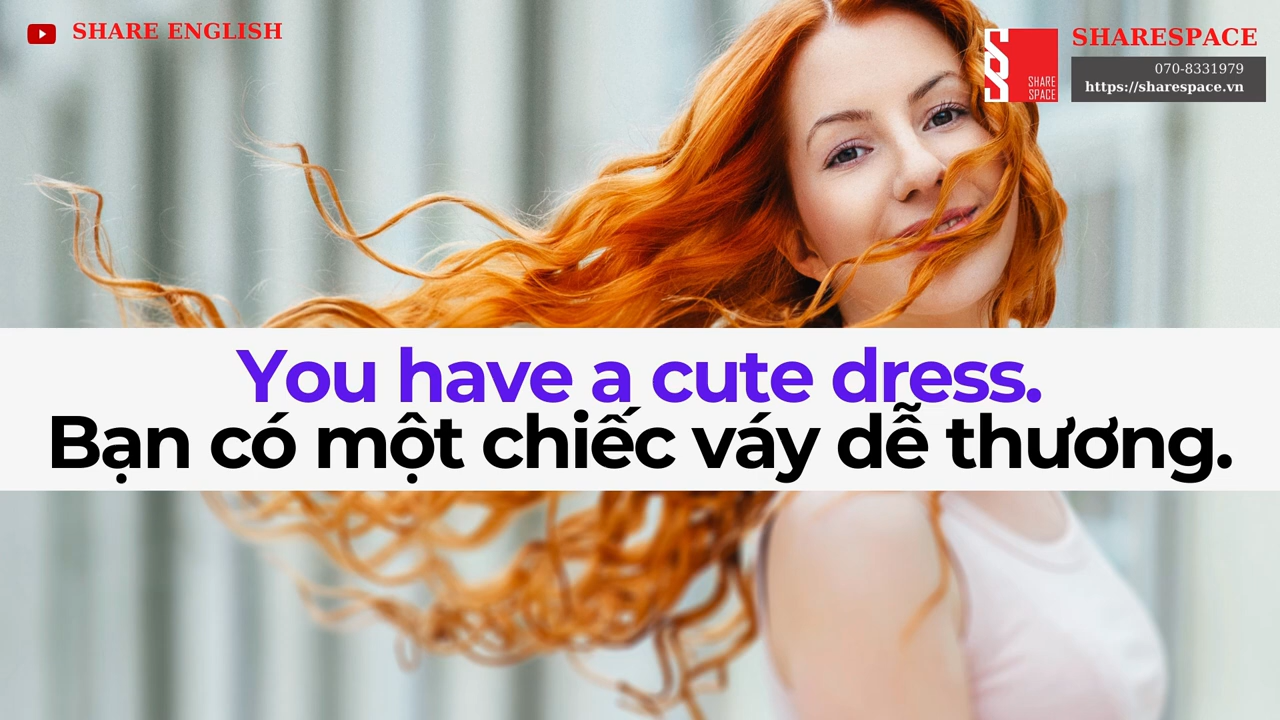 SHARE ENGLISH
SHARE SPACE
SHARESPACE
070-8331979
https://sharespace.vn
You have a cute dress.
Bạn có một chiếc váy dễ thương.